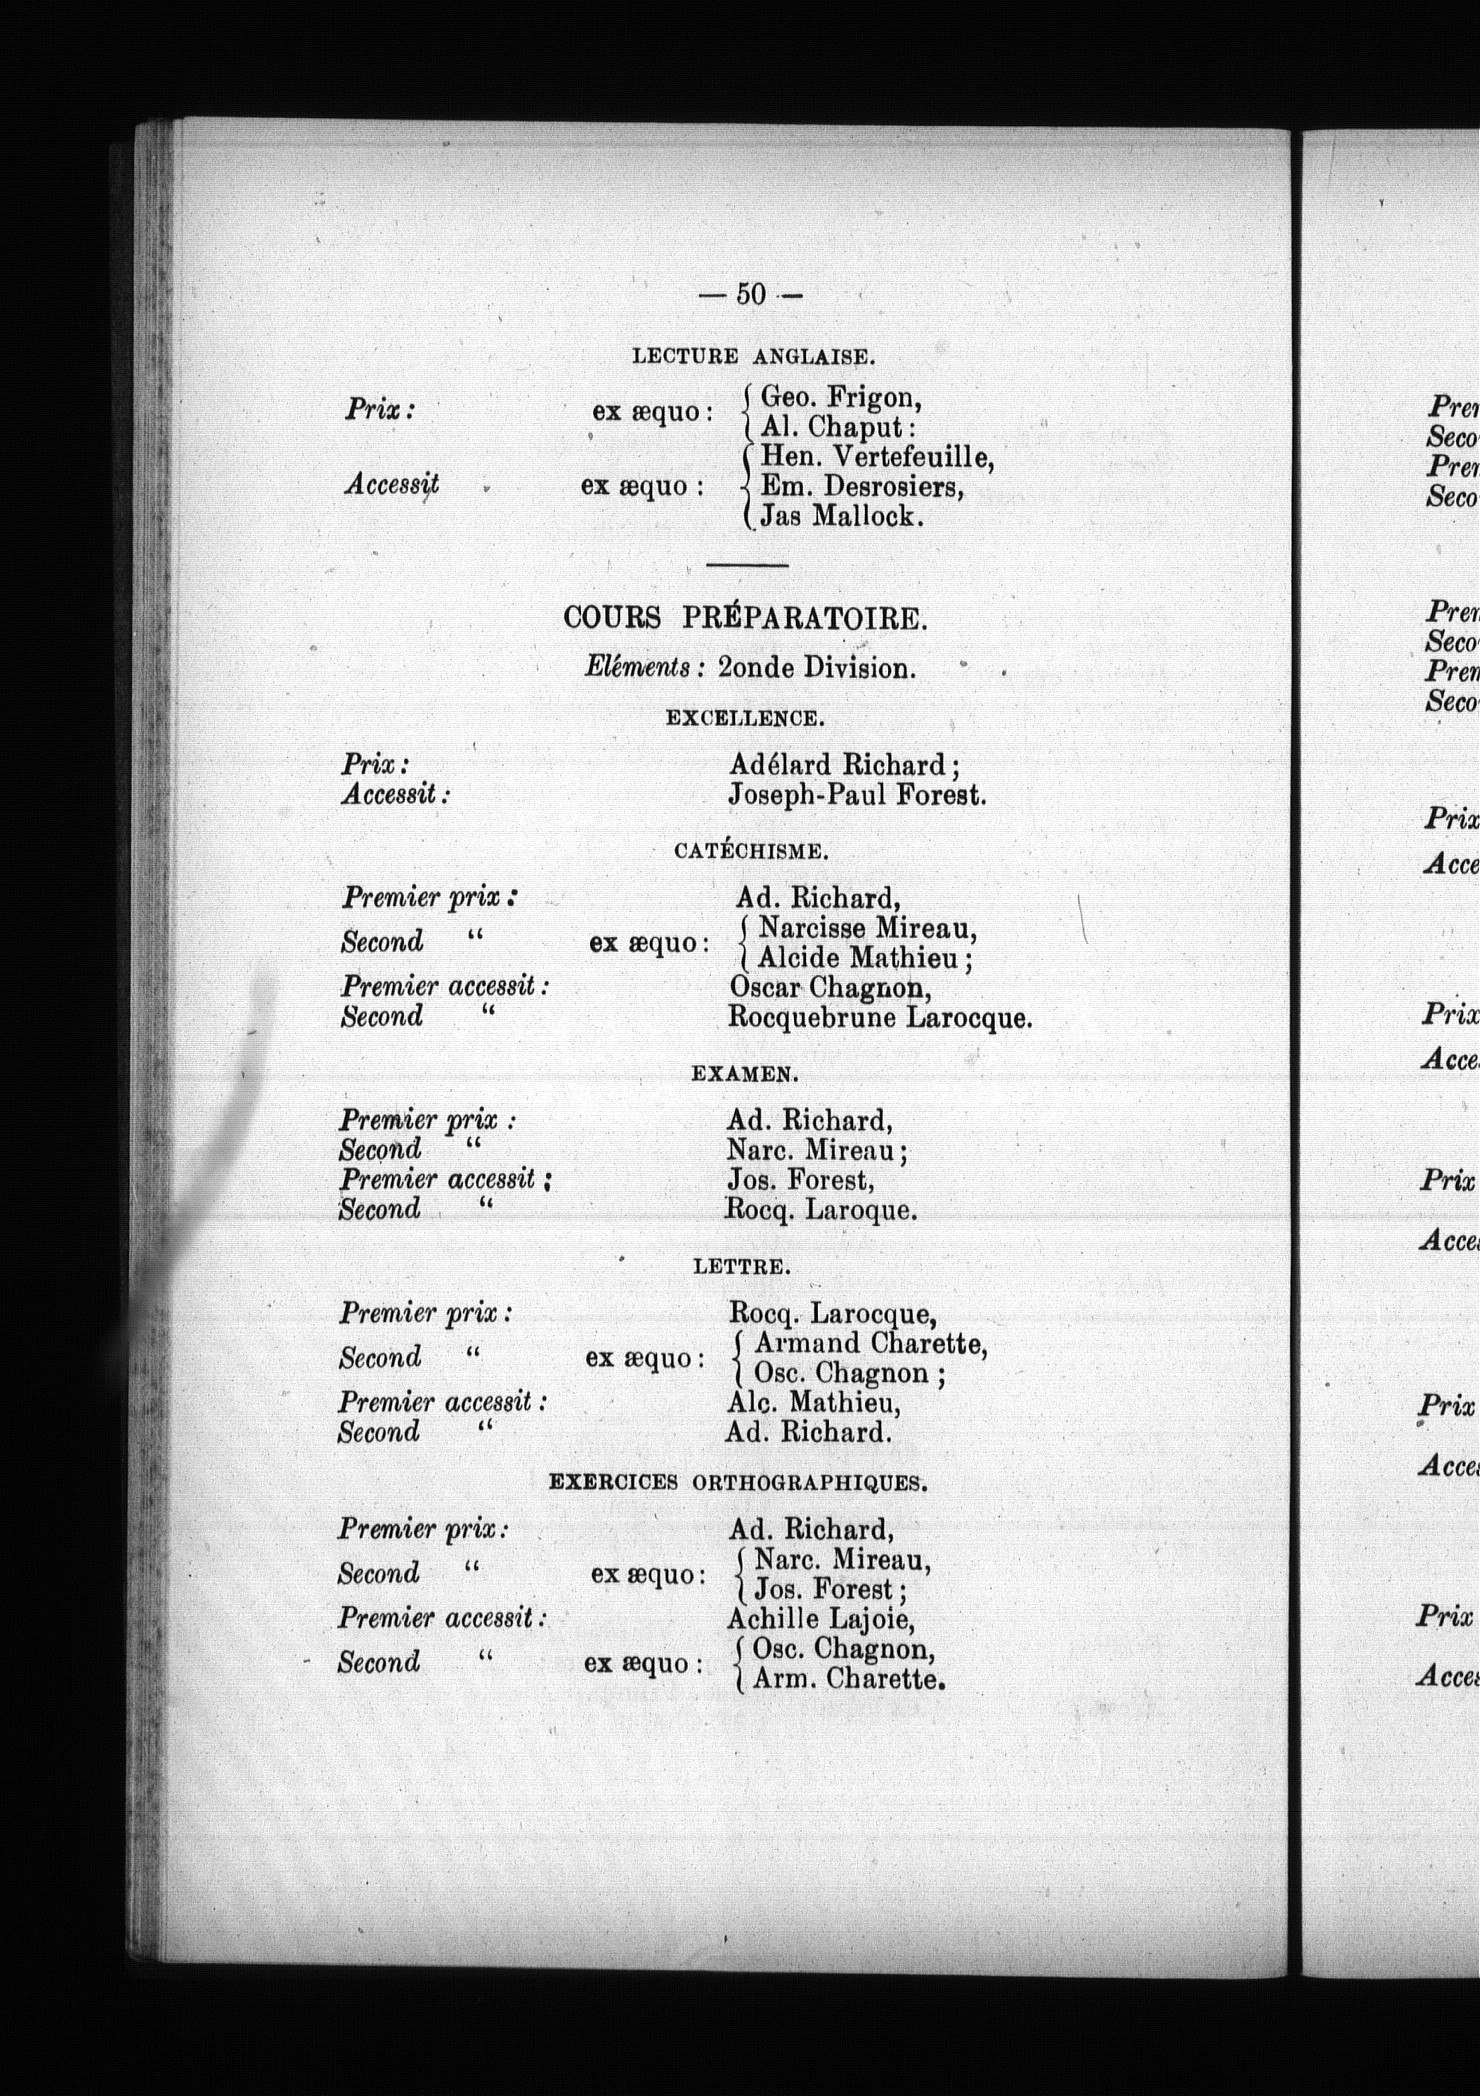 — 50 —
LECTURE ANGLAISE.
Prix : ex æquo : { Geo. Frigon,
Al. Chaput :
Accessit ex æquo : { Hen. Vertefeuille,
Em. Desrosiers,
Jas Mallock.
COURS PRÉPARATOIRE.
Eléments : 2onde Division.
EXCELLENCE.
Prix : Adélard Richard ;
Accessit : Joseph-Paul Forest.
CATÉCHISME.
Premier prix : Ad. Richard,
Second “ ex æquo : { Narcisse Mireau,
Alcide Mathieu ;
Premier accessit : Oscar Chagnon,
Second “ Rocquebrune Larocque.
EXAMEN.
Premier prix : Ad. Richard,
Second “ Narc. Mireau ;
Premier accessit ; Jos. Forest,
Second “ Rocq. Laroque.
LETTRE.
Premier prix : Rocq. Larocque,
Second “ ex æquo : { Armand Charette,
Osc. Chagnon ;
Premier accessit : Alc. Mathieu,
Second “ Ad. Richard.
EXERCICES ORTHOGRAPHIQUES.
Premier prix : Ad. Richard,
Second “ ex æquo : { Narc. Mireau,
Jos. Forest ;
Premier accessit : Achille Lajoie,
Second “ ex æquo : { Osc. Chagnon,
Arm. Charette.
Prix
Prix
Prix
Prix
Prix